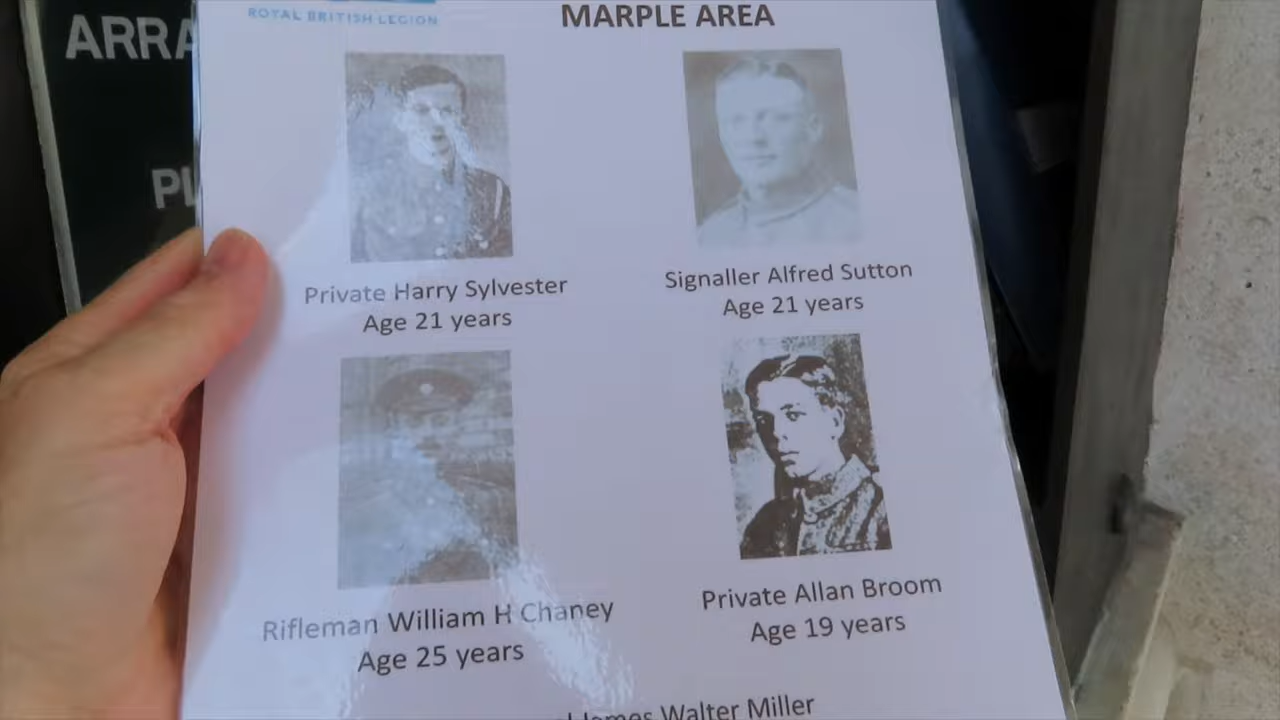 ARRA
PL
ROYAL BRITISH LEGION
MARPLE AREA
Private Harry Sylvester
Age 21 years
Signaller Alfred Sutton
Age 21 years
Rifleman William H Chaney
Age 25 years
Private Allan Broom
Age 19 years
James Walter Miller